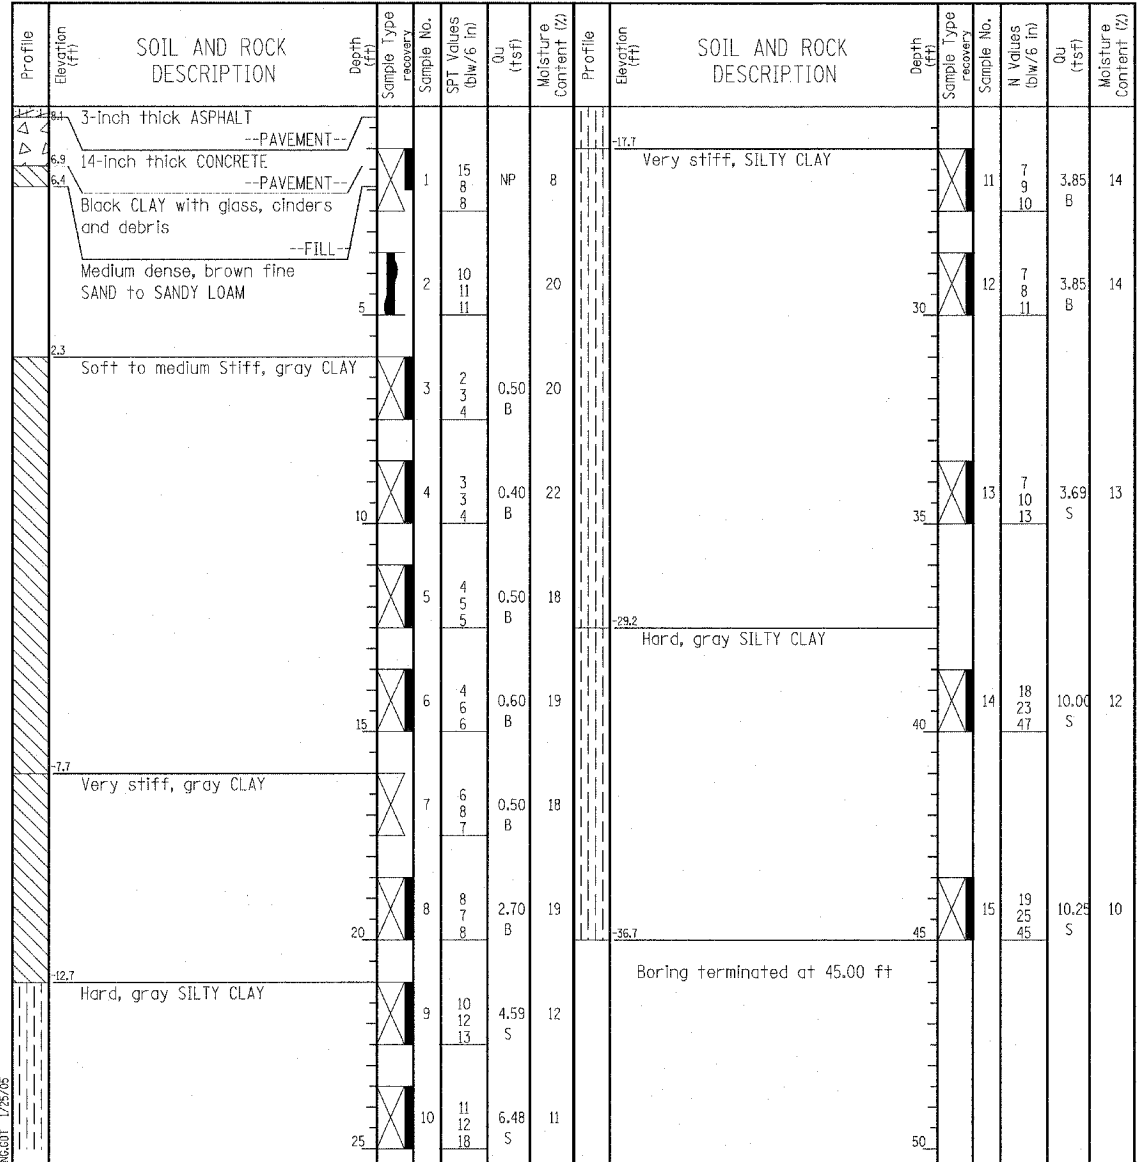 Profile
Elevation (ft)
SOIL AND ROCK
DESCRIPTION
Depth (ft)
Sample Type
recovery
Sample No.
SPT Values (blw/6 in)
Qu (tsf)
Moisture Content (%)
Profile
Elevation (ft)
SOIL AND ROCK
DESCRIPTION
Depth (ft)
Sample Type
recovery
Sample No.
N Values (blw/6 in)
Qu (tsf)
Moisture Content (%)
8.1 3-inch thick ASPHALT
--PAVEMENT--
6.9 14-inch thick CONCRETE
--PAVEMENT--
1 15 8 8 NP 8
6.4
Black CLAY with glass, cinders
and debris
--FILL--
Medium dense, brown fine
SAND to SANDY LOAM
2 10 11 11 20
5
2.3
Soft to medium Stiff, gray CLAY
3 2 3 4 0.50 B 20
4 3 3 4 0.40 B 22
10
5 4 5 5 0.50 B 18
6 4 6 6 0.60 B 19
15
-7.7
Very stiff, gray CLAY
7 6 8 7 0.50 B 18
8 8 7 8 2.70 B 19
20
-12.7
Hard, gray SILTY CLAY
9 10 12 13 4.59 S 12
10 11 12 18 6.48 S 11
25
-17.7
Very stiff, SILTY CLAY
11 7 9 10 3.85 B 14
12 7 8 11 3.85 B 14
30
13 7 10 13 3.69 S 13
35
-29.2
Hard, gray SILTY CLAY
14 18 23 47 10.00 S 12
40
15 19 25 45 10.25 S 10
45
-36.7
Boring terminated at 45.00 ft
50
NG.GDT 1/25/05